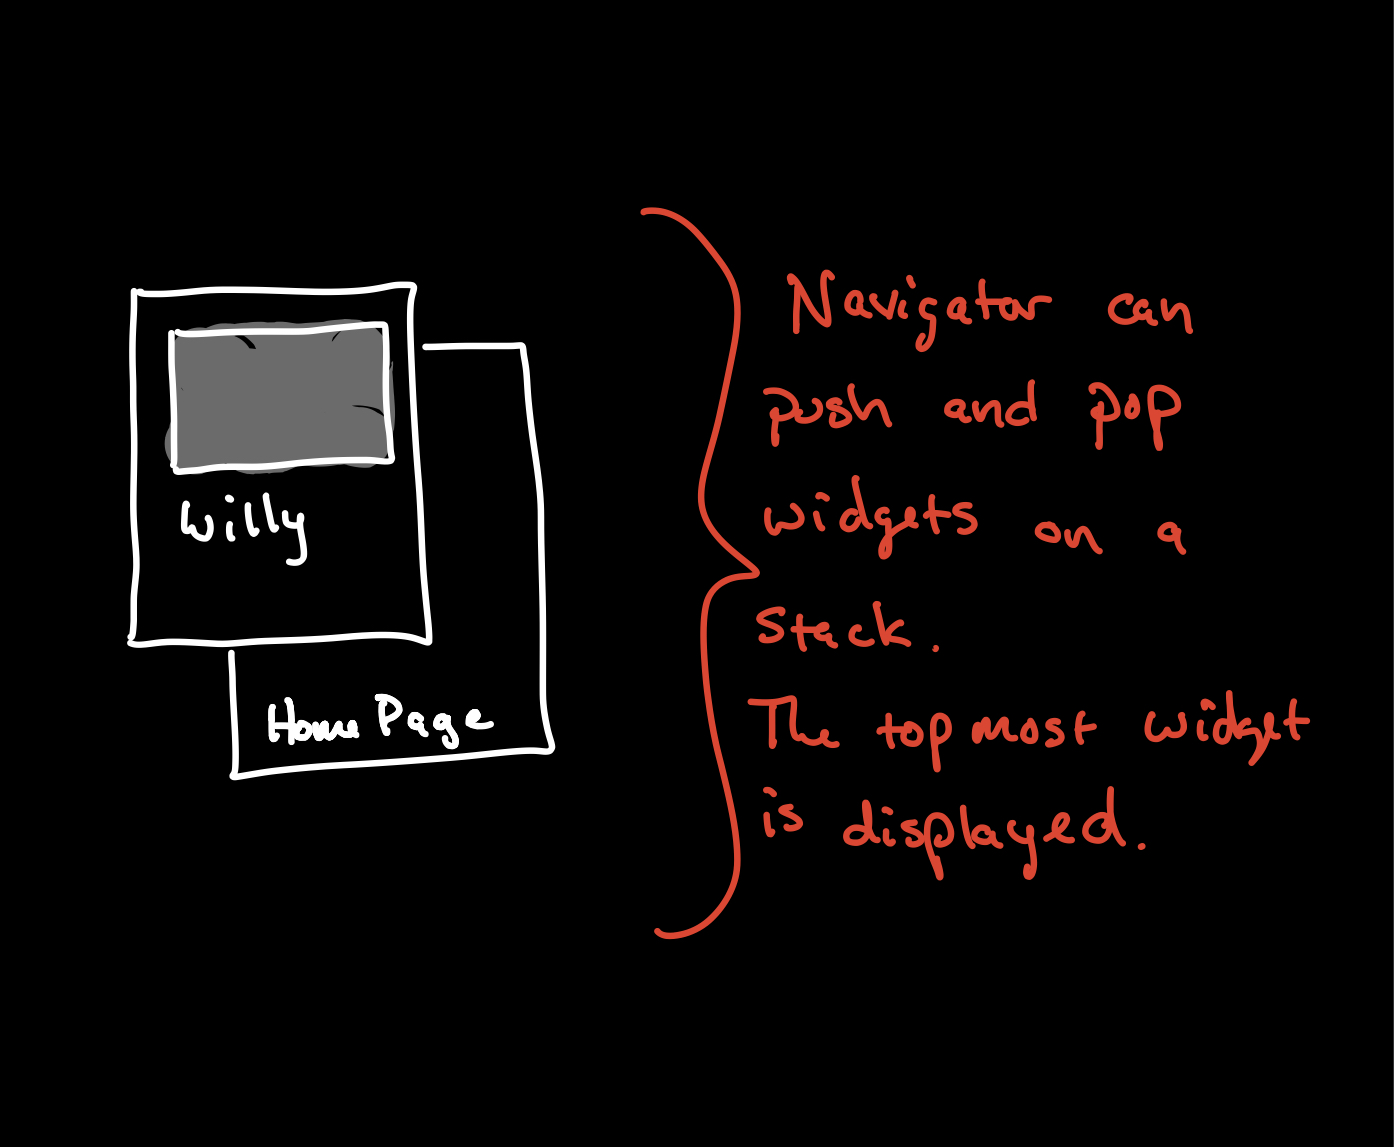 Willy
Home Page
Navigator can
push and pop
widgets on a
stack.
The top most widget
is displayed.